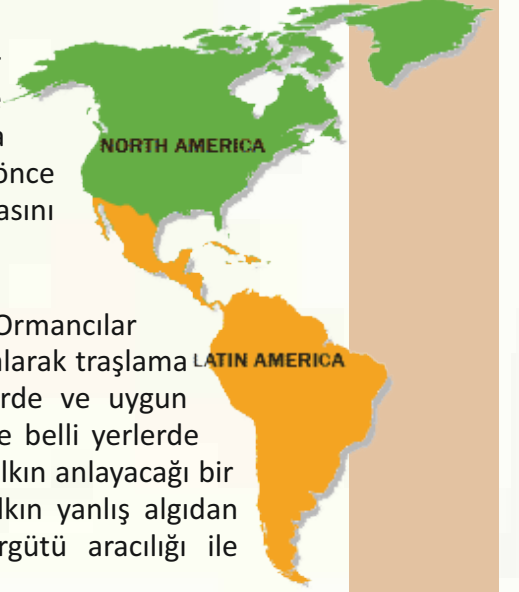 NORTH AMERICA
önce
asını
Ormancılar
alarak traşlama
LATIN AMERICA
rde ve uygun
e belli yerlerde
lkın anlayacağı bir
lkın yanlış algıdan
rgütü aracılığı ile